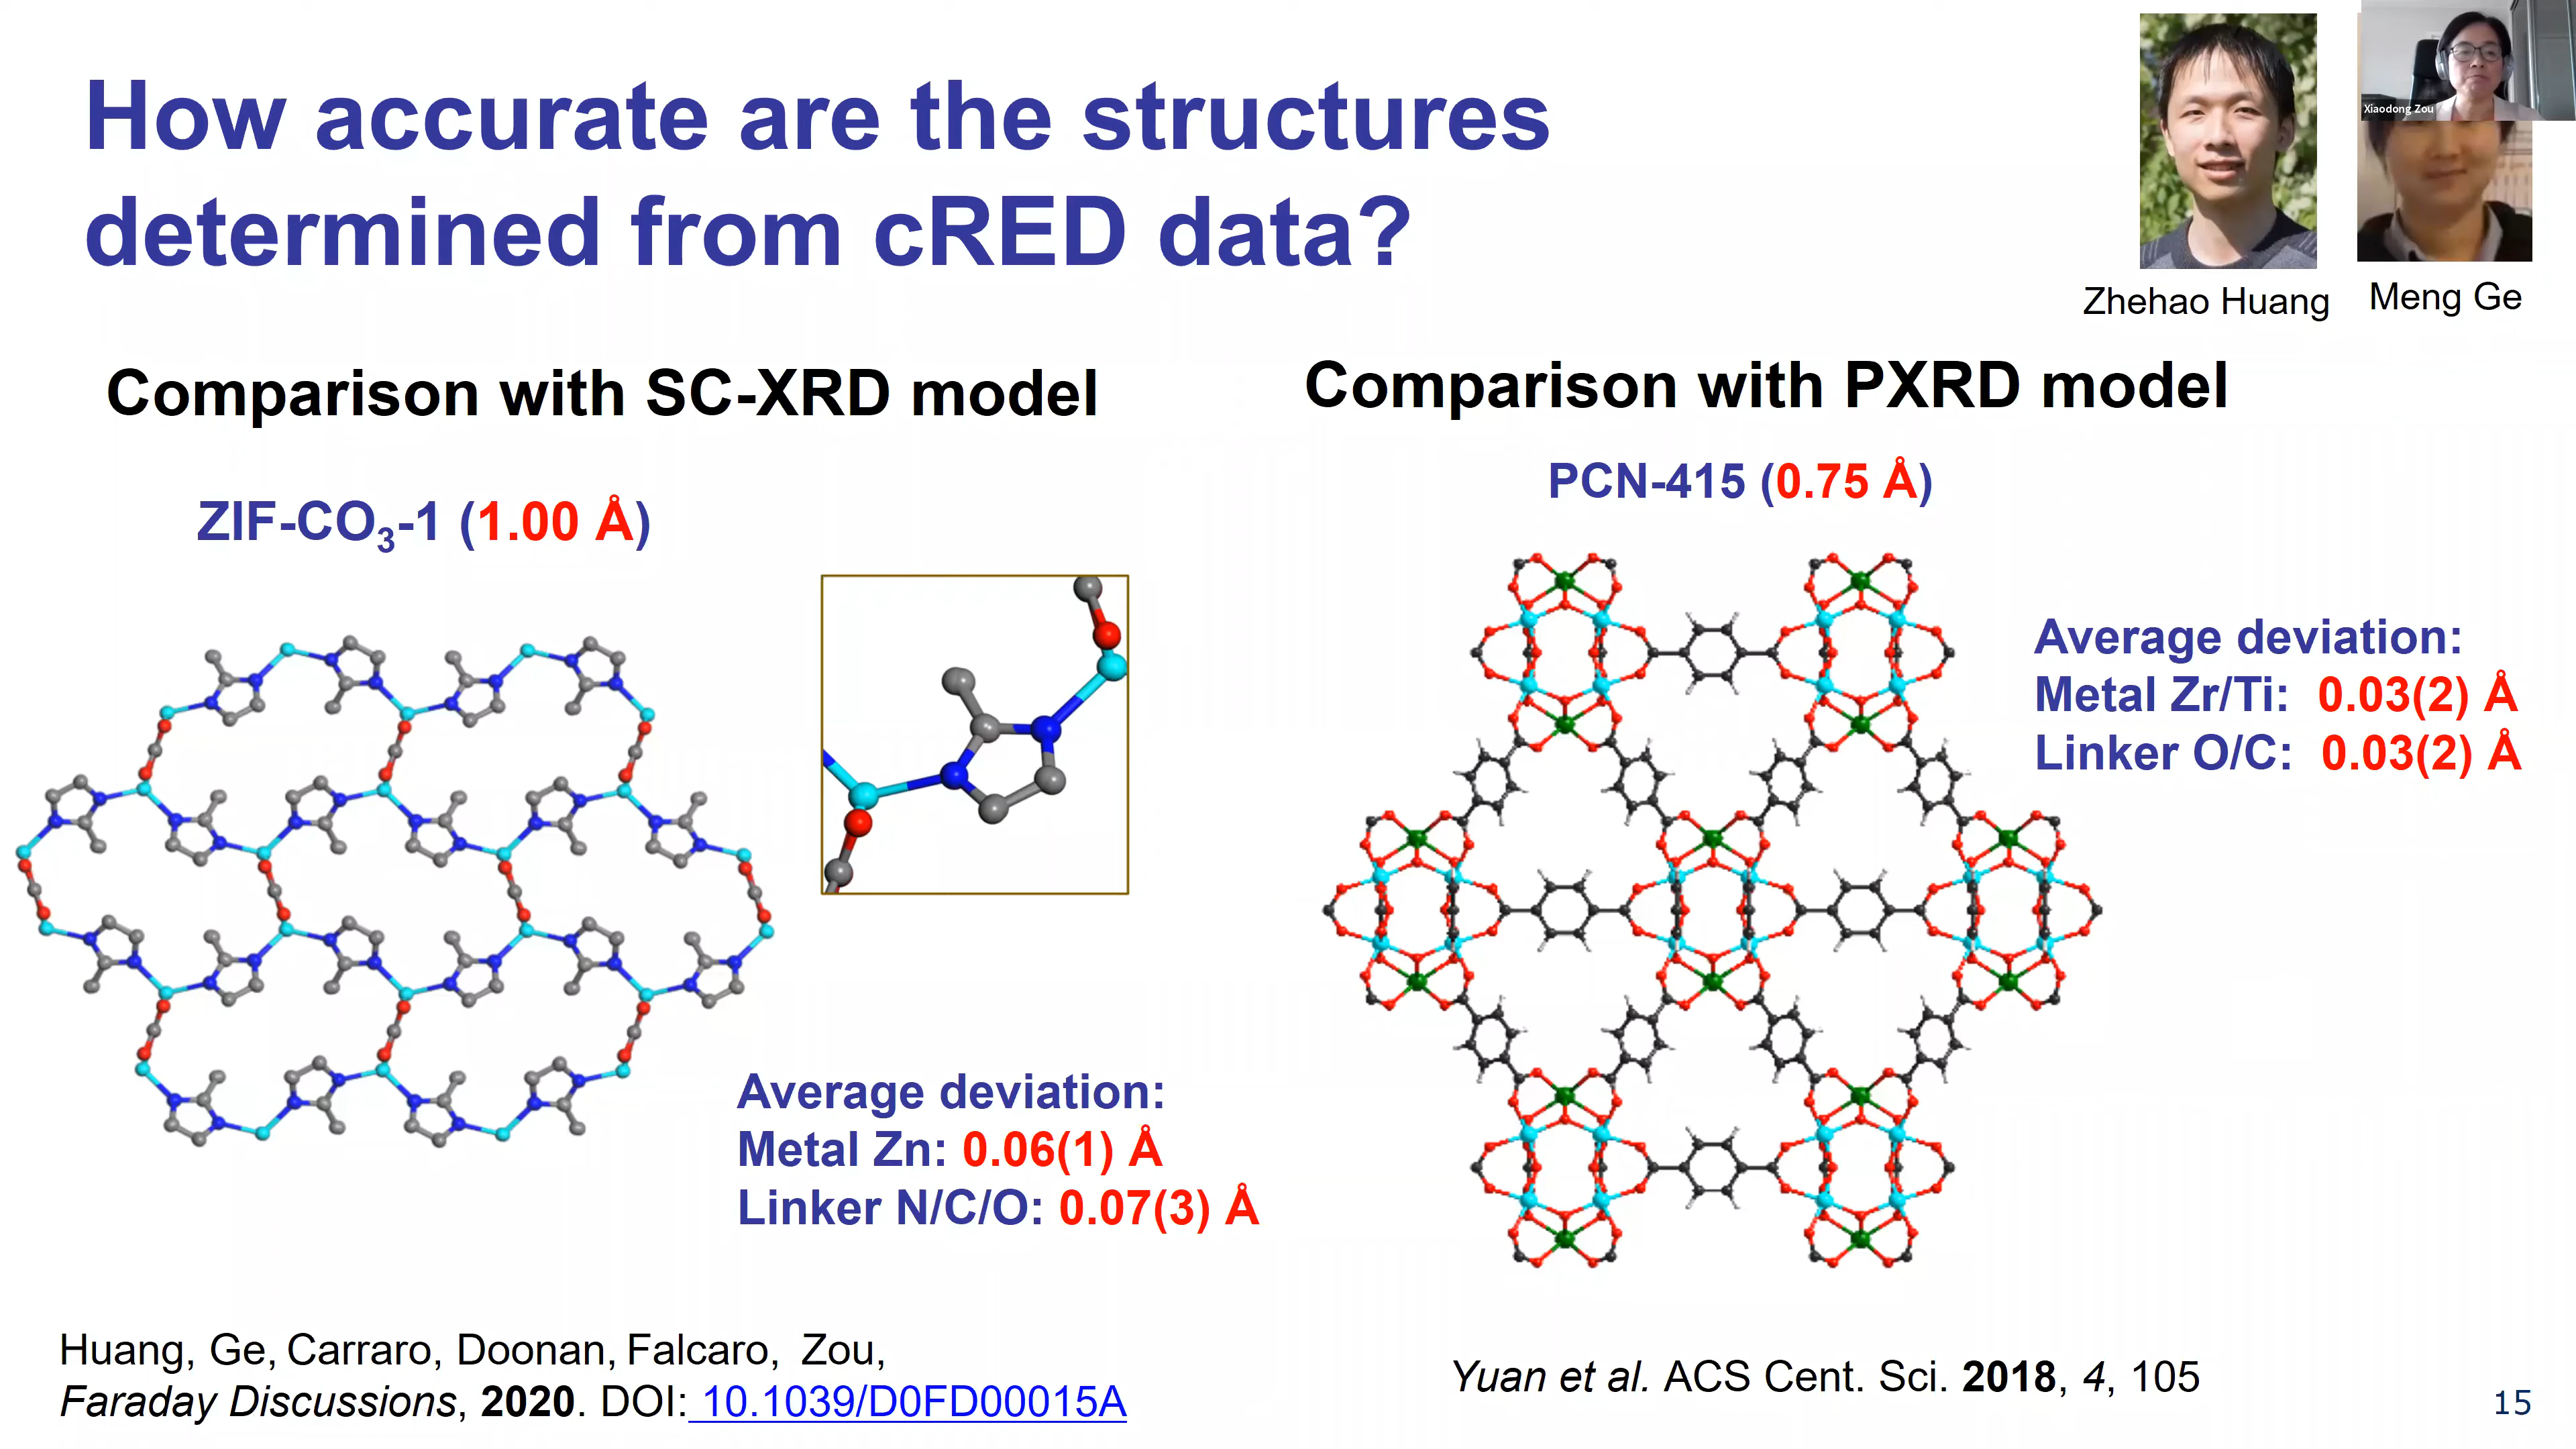 How accurate are the structures
determined from cRED data?
Xiaodong Zou
Zhehao Huang
Meng Ge
Comparison with SC-XRD model
ZIF-CO₃-1 (1.00 Å)
Average deviation:
Metal Zn: 0.06(1) Å
Linker N/C/O: 0.07(3) Å
Huang, Ge, Carraro, Doonan, Falcaro, Zou,
Faraday Discussions, 2020. DOI: 10.1039/D0FD00015A
Comparison with PXRD model
PCN-415 (0.75 Å)
Average deviation:
Metal Zr/Ti: 0.03(2) Å
Linker O/C: 0.03(2) Å
Yuan et al. ACS Cent. Sci. 2018, 4, 105
15